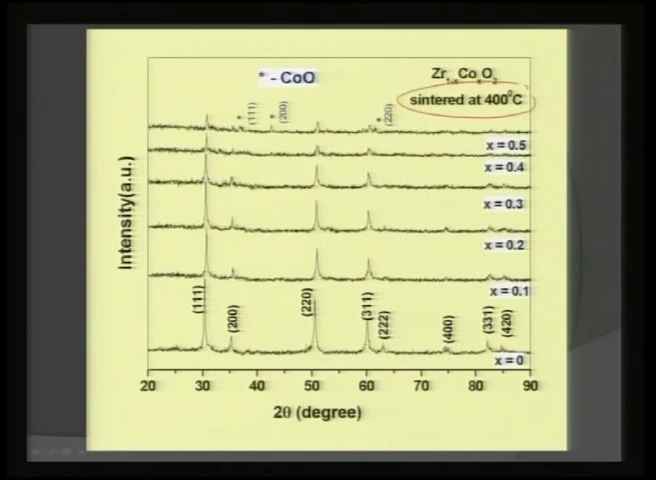 * - CoO
Zr1-xCoxO2
sintered at 400°C
* (111)
* (200)
* (220)
x = 0.5
x = 0.4
x = 0.3
x = 0.2
x = 0.1
(111)
(200)
(220)
(311)
(222)
(400)
(331)
(420)
x = 0
Intensity(a.u.)
20 30 40 50 60 70 80 90
2θ (degree)